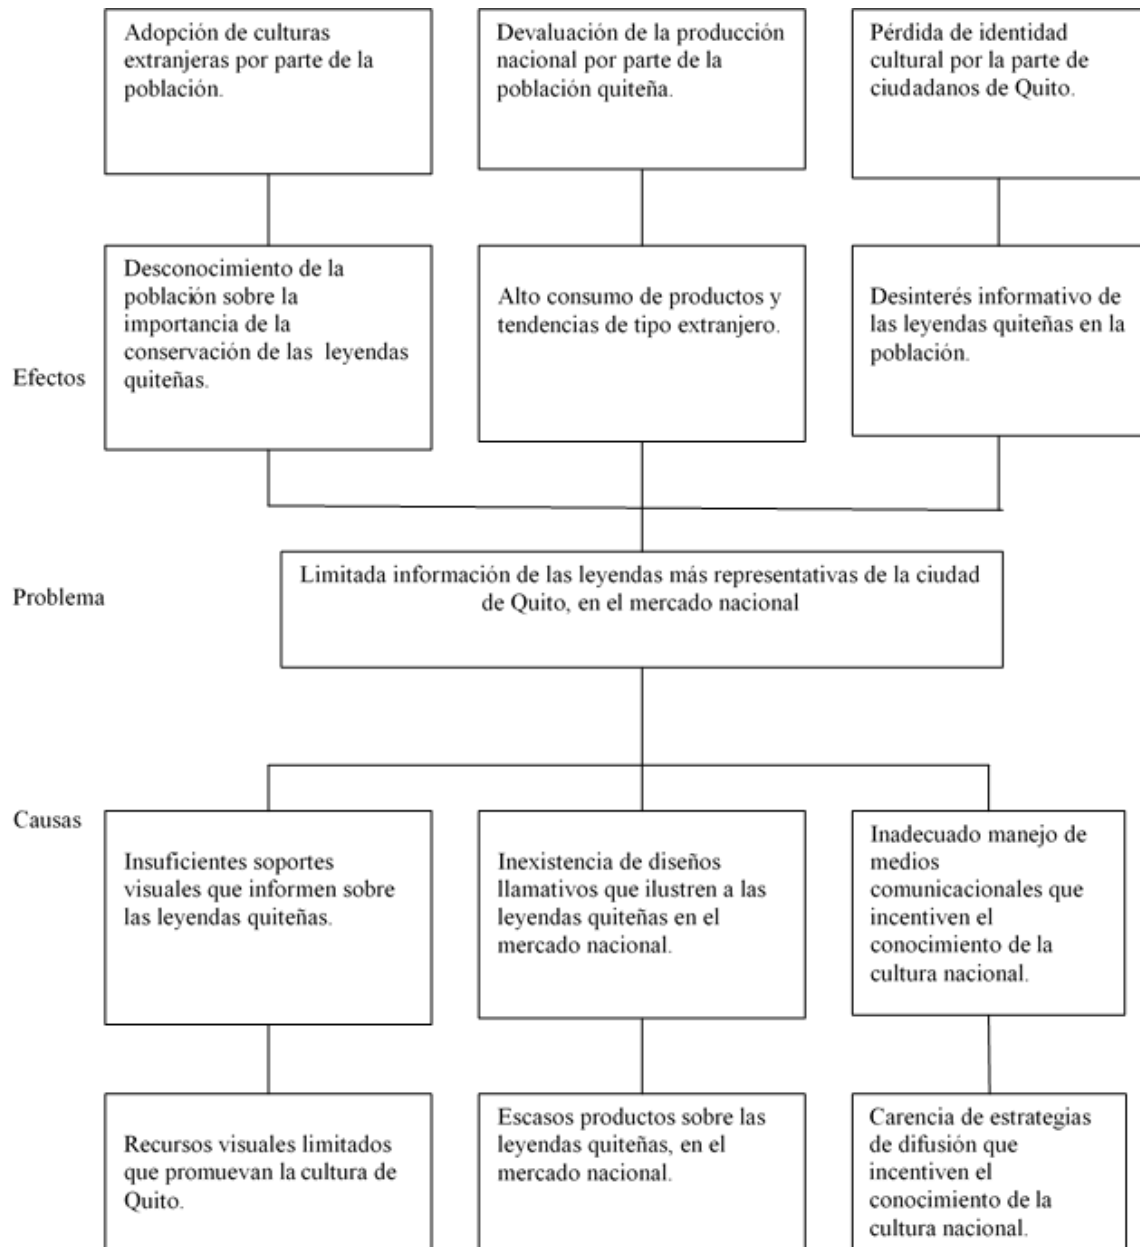 Adopción de culturas
extranjeras por parte de la
población.
Devaluación de la producción
nacional por parte de la
población quiteña.
Pérdida de identidad
cultural por la parte de
ciudadanos de Quito.
Efectos
Desconocimiento de la
población sobre la
importancia de la
conservación de las leyendas
quiteñas.
Alto consumo de productos y
tendencias de tipo extranjero.
Desinterés informativo de
las leyendas quiteñas en la
población.
Problema
Limitada información de las leyendas más representativas de la ciudad
de Quito, en el mercado nacional
Causas
Insuficientes soportes
visuales que informen sobre
las leyendas quiteñas.
Inexistencia de diseños
llamativos que ilustren a las
leyendas quiteñas en el
mercado nacional.
Inadecuado manejo de
medios
comunicacionales que
incentiven el
conocimiento de la
cultura nacional.
Recursos visuales limitados
que promuevan la cultura de
Quito.
Escasos productos sobre las
leyendas quiteñas, en el
mercado nacional.
Carencia de estrategias
de difusión que
incentiven el
conocimiento de la
cultura nacional.